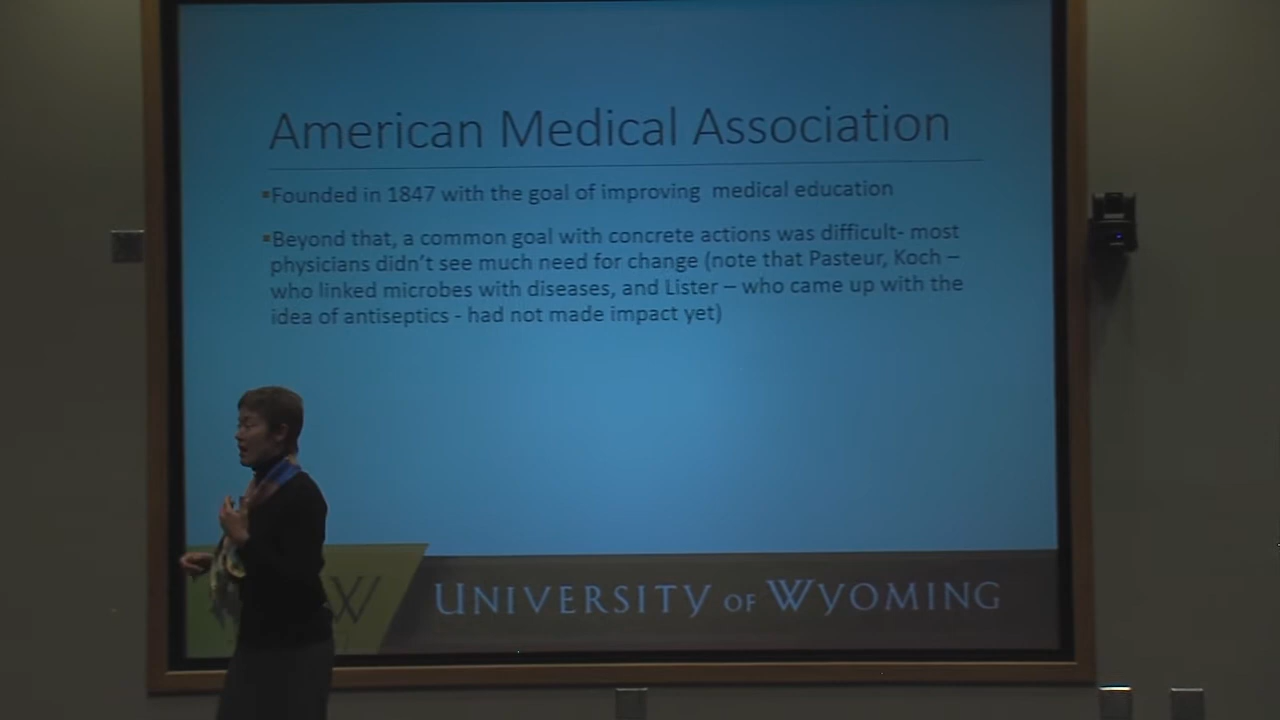 American Medical Association
▪Founded in 1847 with the goal of improving medical education
▪Beyond that, a common goal with concrete actions was difficult- most
physicians didn't see much need for change (note that Pasteur, Koch –
who linked microbes with diseases, and Lister – who came up with the
idea of antiseptics - had not made impact yet)
W
UNIVERSITY OF WYOMING